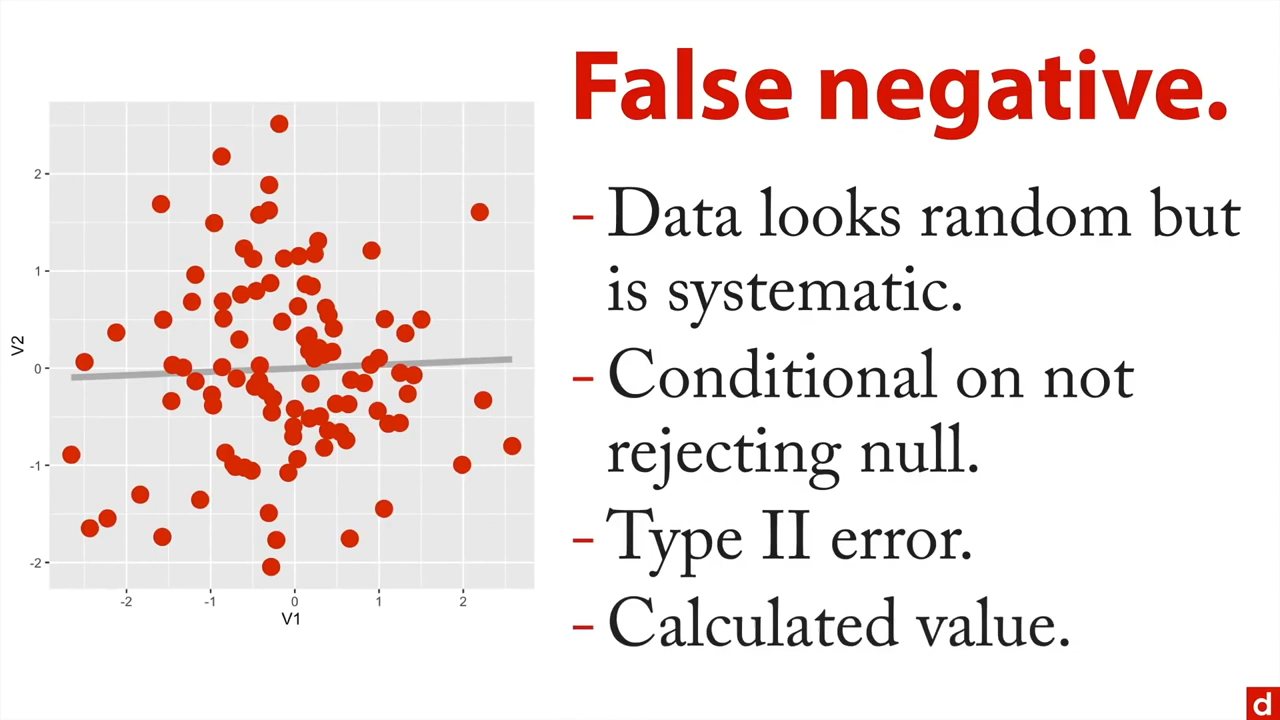 False negative.
– Data looks random but
is systematic.
– Conditional on not
rejecting null.
– Type II error.
– Calculated value.
V2
2
1
0
-1
-2
-2 -1 0 1 2
V1
d